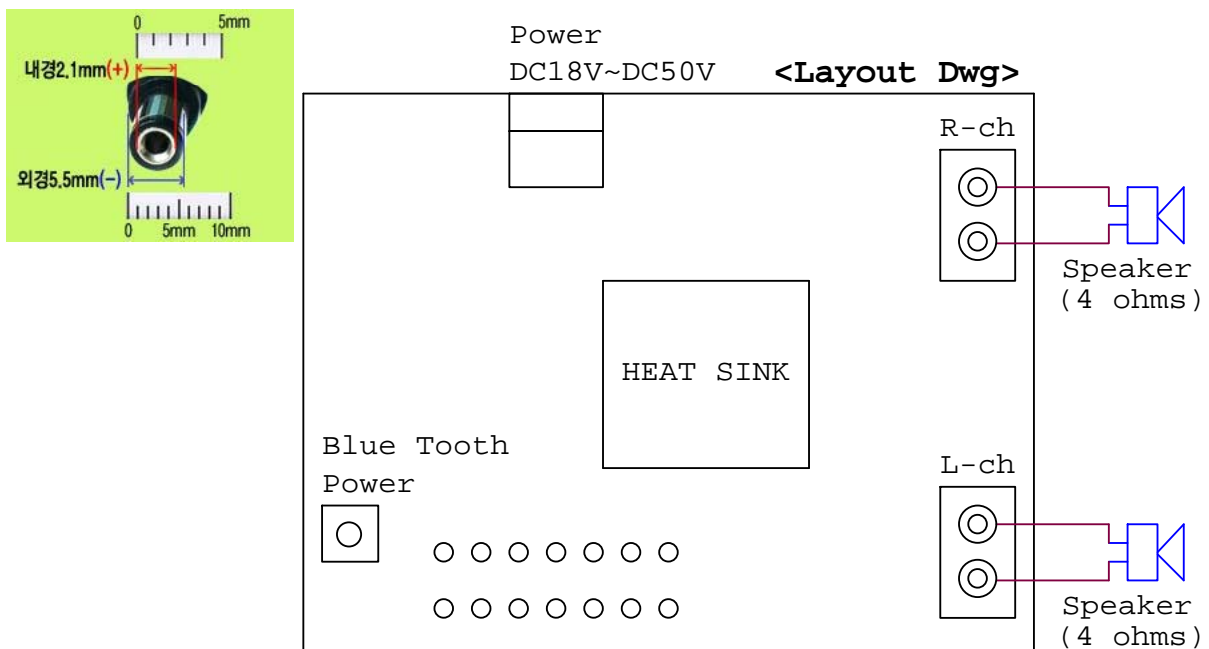 0 5mm
내경2.1mm(+)
외경5.5mm(-)
0 5mm 10mm
Power
DC18V~DC50V
<Layout Dwg>
R-ch
Speaker
(4 ohms)
HEAT SINK
Blue Tooth
Power
L-ch
Speaker
(4 ohms)